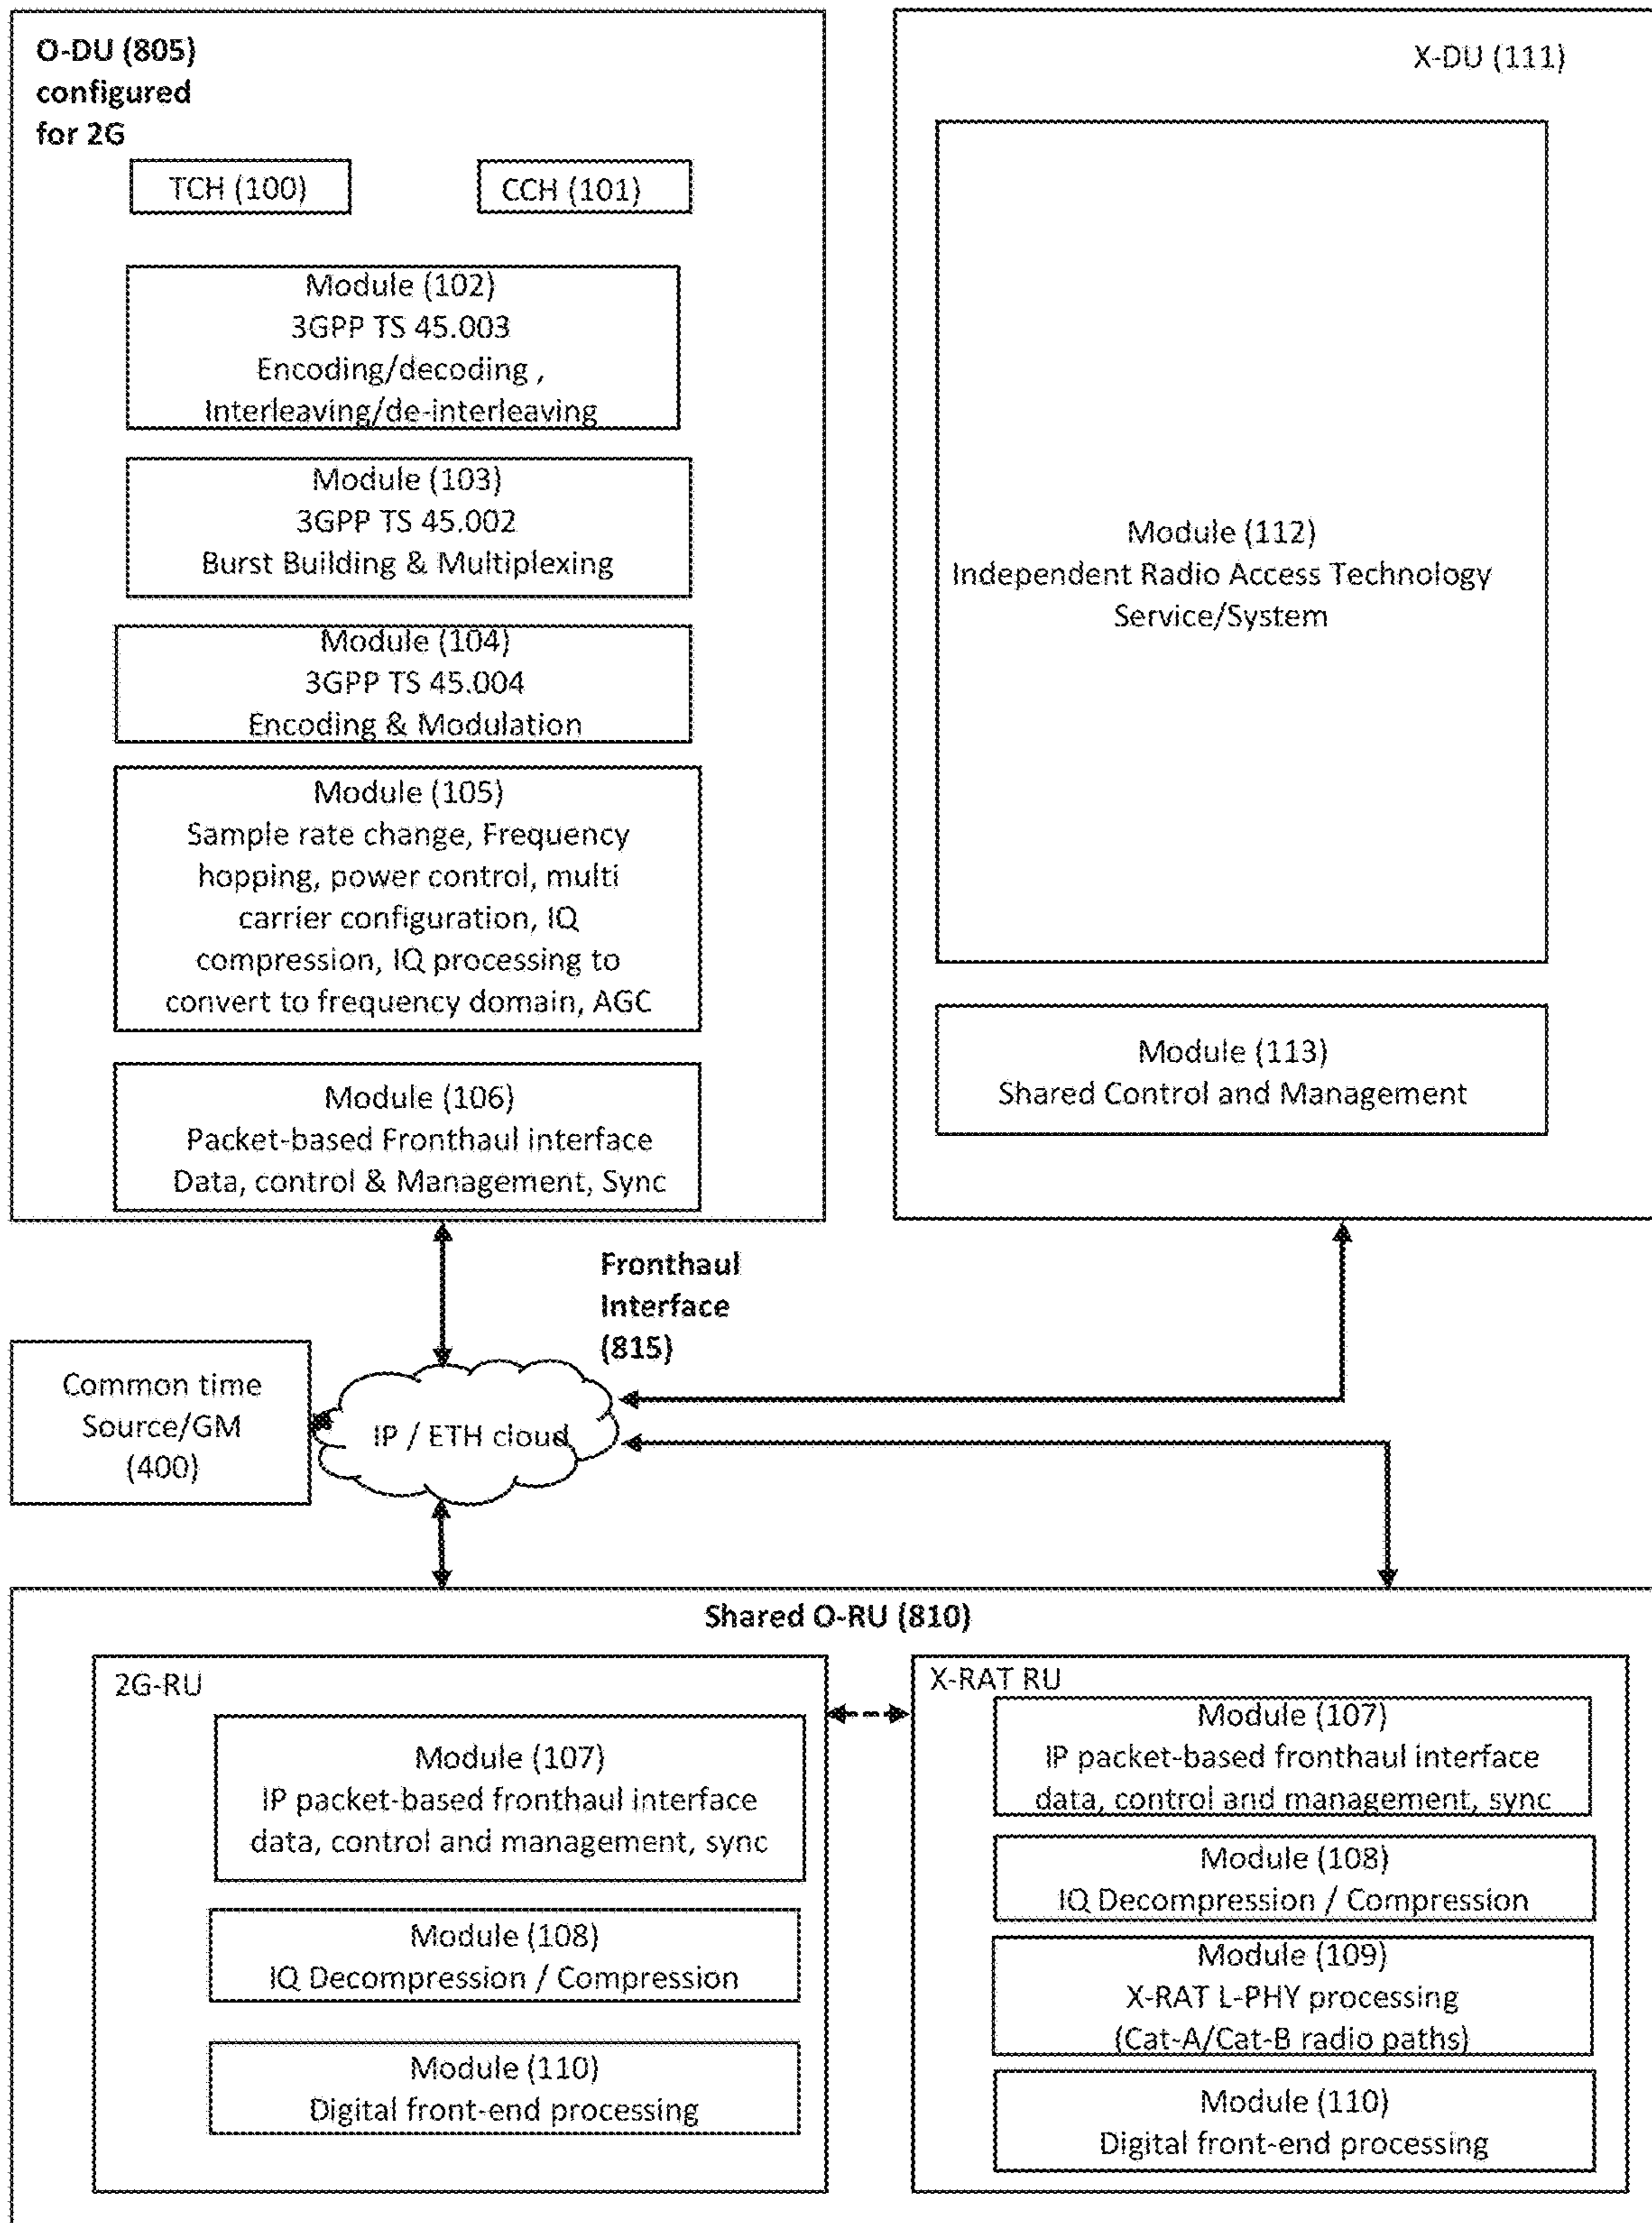 O-DU (805)
configured
for 2G
TCH (100)
CCH (101)
Module (102)
3GPP TS 45.003
Encoding/decoding ,
Interleaving/de-interleaving
Module (103)
3GPP TS 45.002
Burst Building & Multiplexing
Module (104)
3GPP TS 45.004
Encoding & Modulation
Module (105)
Sample rate change, Frequency
hopping, power control, multi
carrier configuration, IQ
compression, IQ processing to
convert to frequency domain, AGC
Module (106)
Packet-based Fronthaul interface
Data, control & Management, Sync
X-DU (111)
Module (112)
Independent Radio Access Technology
Service/System
Module (113)
Shared Control and Management
Fronthaul
Interface
(815)
Common time
Source/GM
(400)
IP / ETH cloud
Shared O-RU (810)
2G-RU
Module (107)
IP packet-based fronthaul interface
data, control and management, sync
Module (108)
IQ Decompression / Compression
Module (110)
Digital front-end processing
X-RAT RU
Module (107)
IP packet-based fronthaul interface
data, control and management, sync
Module (108)
IQ Decompression / Compression
Module (109)
X-RAT L-PHY processing
(Cat-A/Cat-B radio paths)
Module (110)
Digital front-end processing